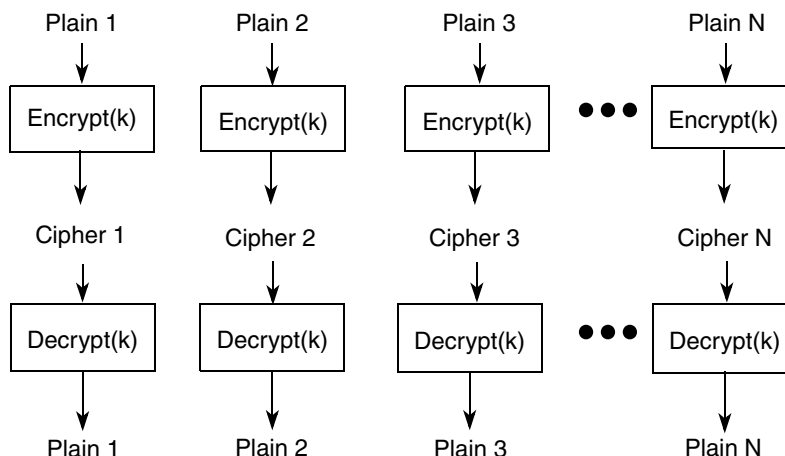 Plain 1 Plain 2 Plain 3 Plain N
Encrypt(k) Encrypt(k) Encrypt(k) ●●● Encrypt(k)
Cipher 1 Cipher 2 Cipher 3 Cipher N
Decrypt(k) Decrypt(k) Decrypt(k) ●●● Decrypt(k)
Plain 1 Plain 2 Plain 3 Plain N